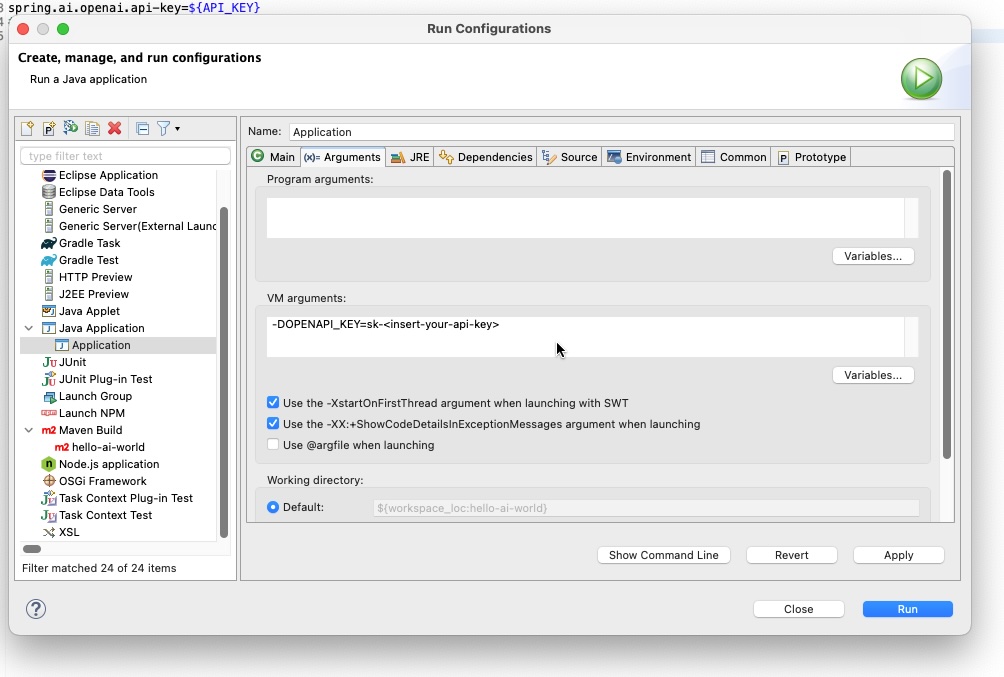 3 spring.ai.openai.api-key=${API_KEY}
4
5
Run Configurations
Create, manage, and run configurations
Run a Java application
type filter text
Eclipse Application
Eclipse Data Tools
Generic Server
Generic Server(External Launc
Gradle Task
Gradle Test
HTTP Preview
J2EE Preview
Java Applet
Java Application
Application
Ju JUnit
JUnit Plug-in Test
Launch Group
Launch NPM
m2 Maven Build
m2 hello-ai-world
Node.js application
OSGi Framework
Task Context Plug-in Test
Task Context Test
XSL
Filter matched 24 of 24 items
Name: Application
Main (x)= Arguments JRE Dependencies Source Environment Common Prototype
Program arguments:
Variables...
VM arguments:
-DOPENAPI_KEY=sk-<insert-your-api-key>
Variables...
Use the -XstartOnFirstThread argument when launching with SWT
Use the -XX:+ShowCodeDetailsInExceptionMessages argument when launching
Use @argfile when launching
Working directory:
Default: ${workspace_loc:hello-ai-world}
Show Command Line Revert Apply
? Close Run